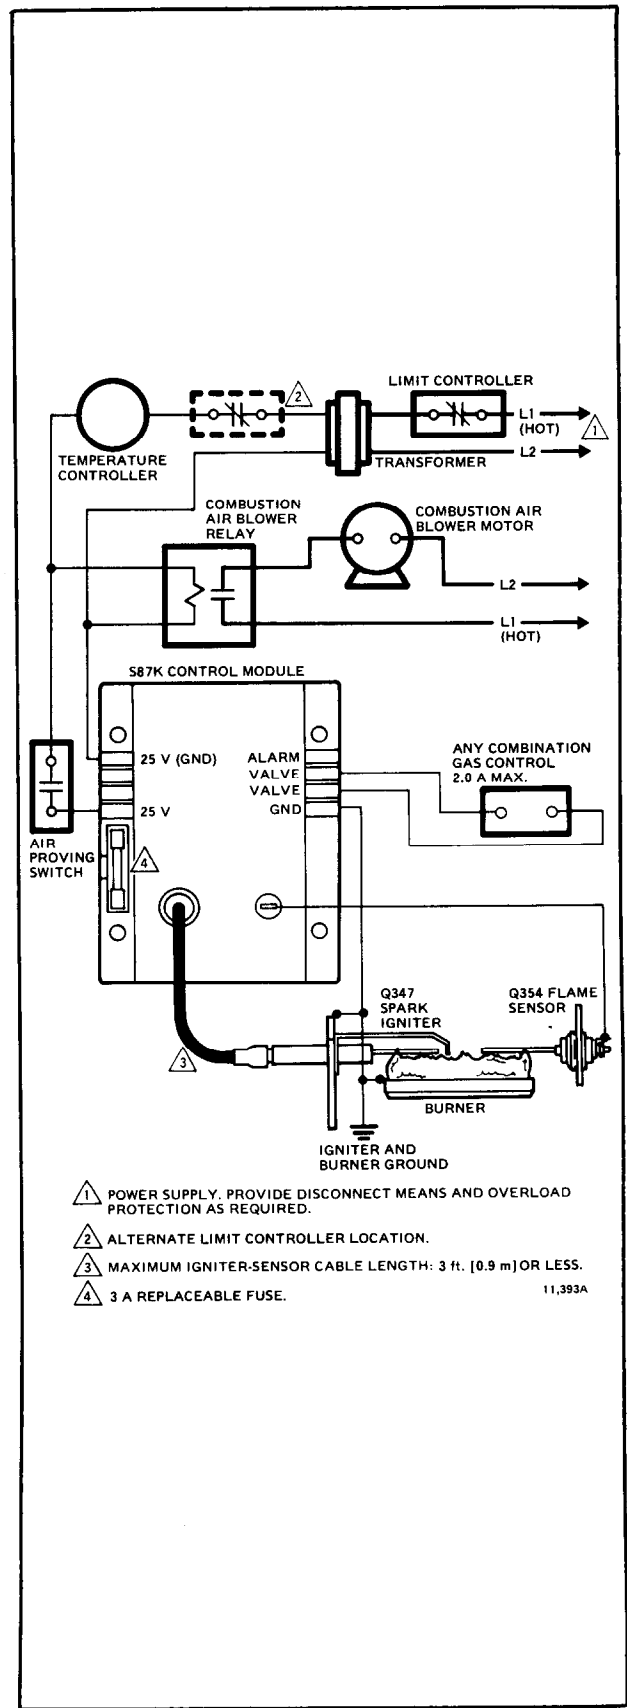 2
LIMIT CONTROLLER
L1
(HOT)
1
L2
TRANSFORMER
TEMPERATURE
CONTROLLER
COMBUSTION
AIR BLOWER
RELAY
COMBUSTION AIR
BLOWER MOTOR
L2
L1
(HOT)
S87K CONTROL MODULE
25 V (GND)
25 V
ALARM
VALVE
VALVE
GND
ANY COMBINATION
GAS CONTROL
2.0 A MAX.
AIR
PROVING
SWITCH
4
Q347
SPARK
IGNITER
Q354 FLAME
SENSOR
3
BURNER
IGNITER AND
BURNER GROUND
1 POWER SUPPLY. PROVIDE DISCONNECT MEANS AND OVERLOAD
PROTECTION AS REQUIRED.
2 ALTERNATE LIMIT CONTROLLER LOCATION.
3 MAXIMUM IGNITER-SENSOR CABLE LENGTH: 3 ft. [0.9 m] OR LESS.
4 3 A REPLACEABLE FUSE.
11,393A